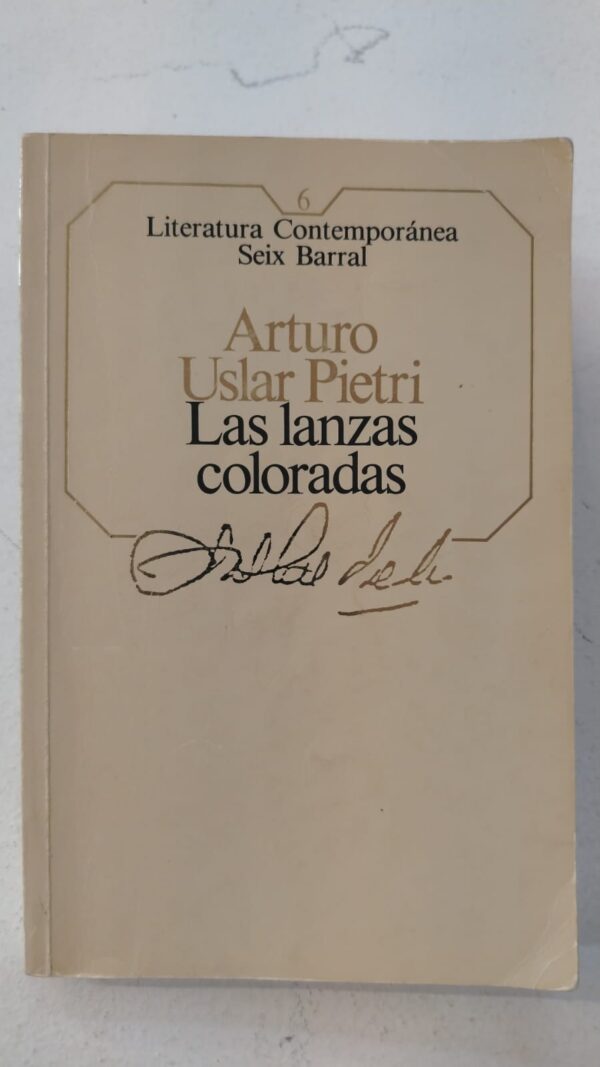 6
Literatura Contemporánea
Seix Barral
Arturo
Uslar Pietri
Las lanzas
coloradas